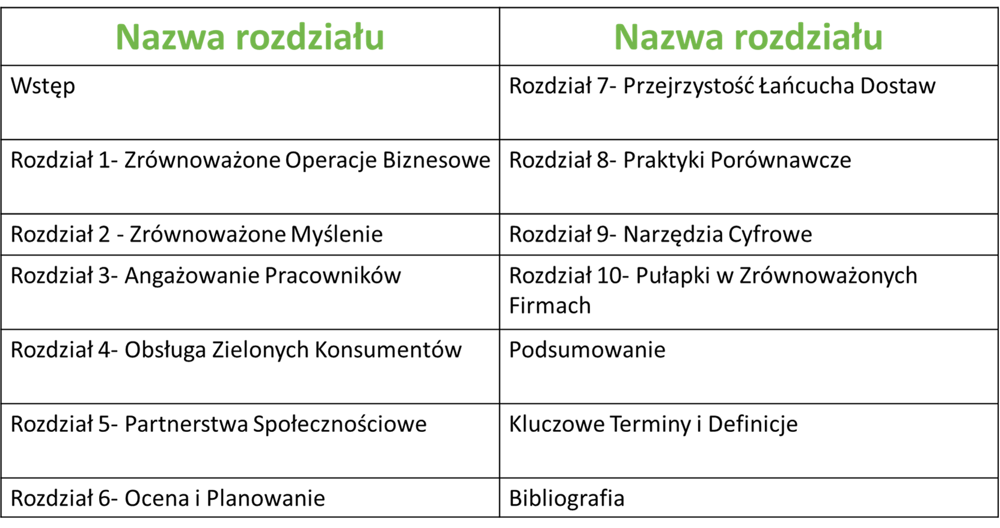 Nazwa rozdziału
Nazwa rozdziału
Wstęp
Rozdział 7- Przejrzystość Łańcucha Dostaw
Rozdział 1- Zrównoważone Operacje Biznesowe
Rozdział 8- Praktyki Porównawcze
Rozdział 2 - Zrównoważone Myślenie
Rozdział 9- Narzędzia Cyfrowe
Rozdział 3- Angażowanie Pracowników
Rozdział 10- Pułapki w Zrównoważonych
Firmach
Rozdział 4- Obsługa Zielonych Konsumentów
Podsumowanie
Rozdział 5- Partnerstwa Społecznościowe
Kluczowe Terminy i Definicje
Rozdział 6- Ocena i Planowanie
Bibliografia